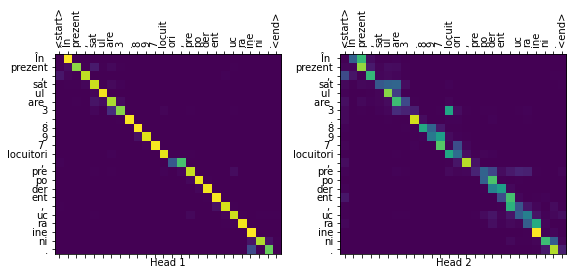 <start> În prezent , sat ul are 3 . 8 9 7 locuit ori , pre po der ent . uc ra ine ni . <end>
<start> În prezent , sat ul are 3 . 8 9 7 locuit ori , pre po der ent . uc ra ine ni . <end>
În În
prezent prezent
, ,
sat sat
ul ul
are are
3 3
8 8
9 9
7 7
locuitori locuitori
, ,
pre pre
po po
der der
ent ent
, ,
uc uc
ra ra
ine ine
ni ni
. .
Head 1 Head 2